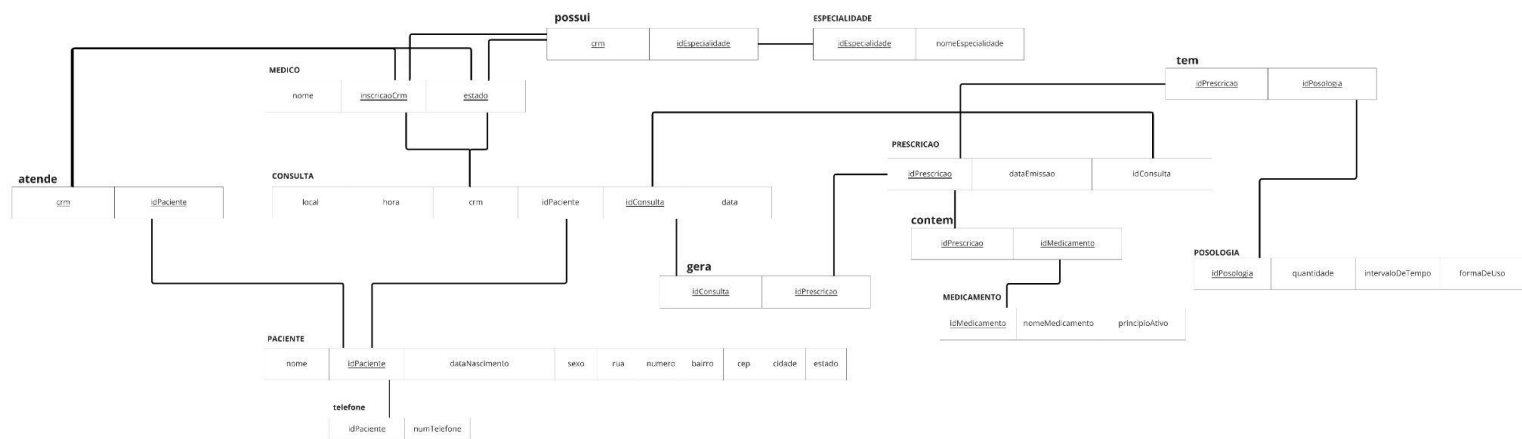 possui
crm idEspecialidade
ESPECIALIDADE
idEspecialidade nomeEspecialidade
tem
idPrescricao idPosologia
MEDICO
nome inscricaoCrm estado
PRESCRICAO
idPrescricao dataEmissao idConsulta
atende
crm idPaciente
CONSULTA
local hora crm idPaciente idConsulta data
contem
idPrescricao idMedicamento
POSOLOGIA
idPosologia quantidade intervaloDeTempo formaDeUso
gera
idConsulta idPrescricao
MEDICAMENTO
idMedicamento nomeMedicamento principioAtivo
PACIENTE
nome idPaciente dataNascimento sexo rua numero bairro cep cidade estado
telefone
idPaciente numTelefone